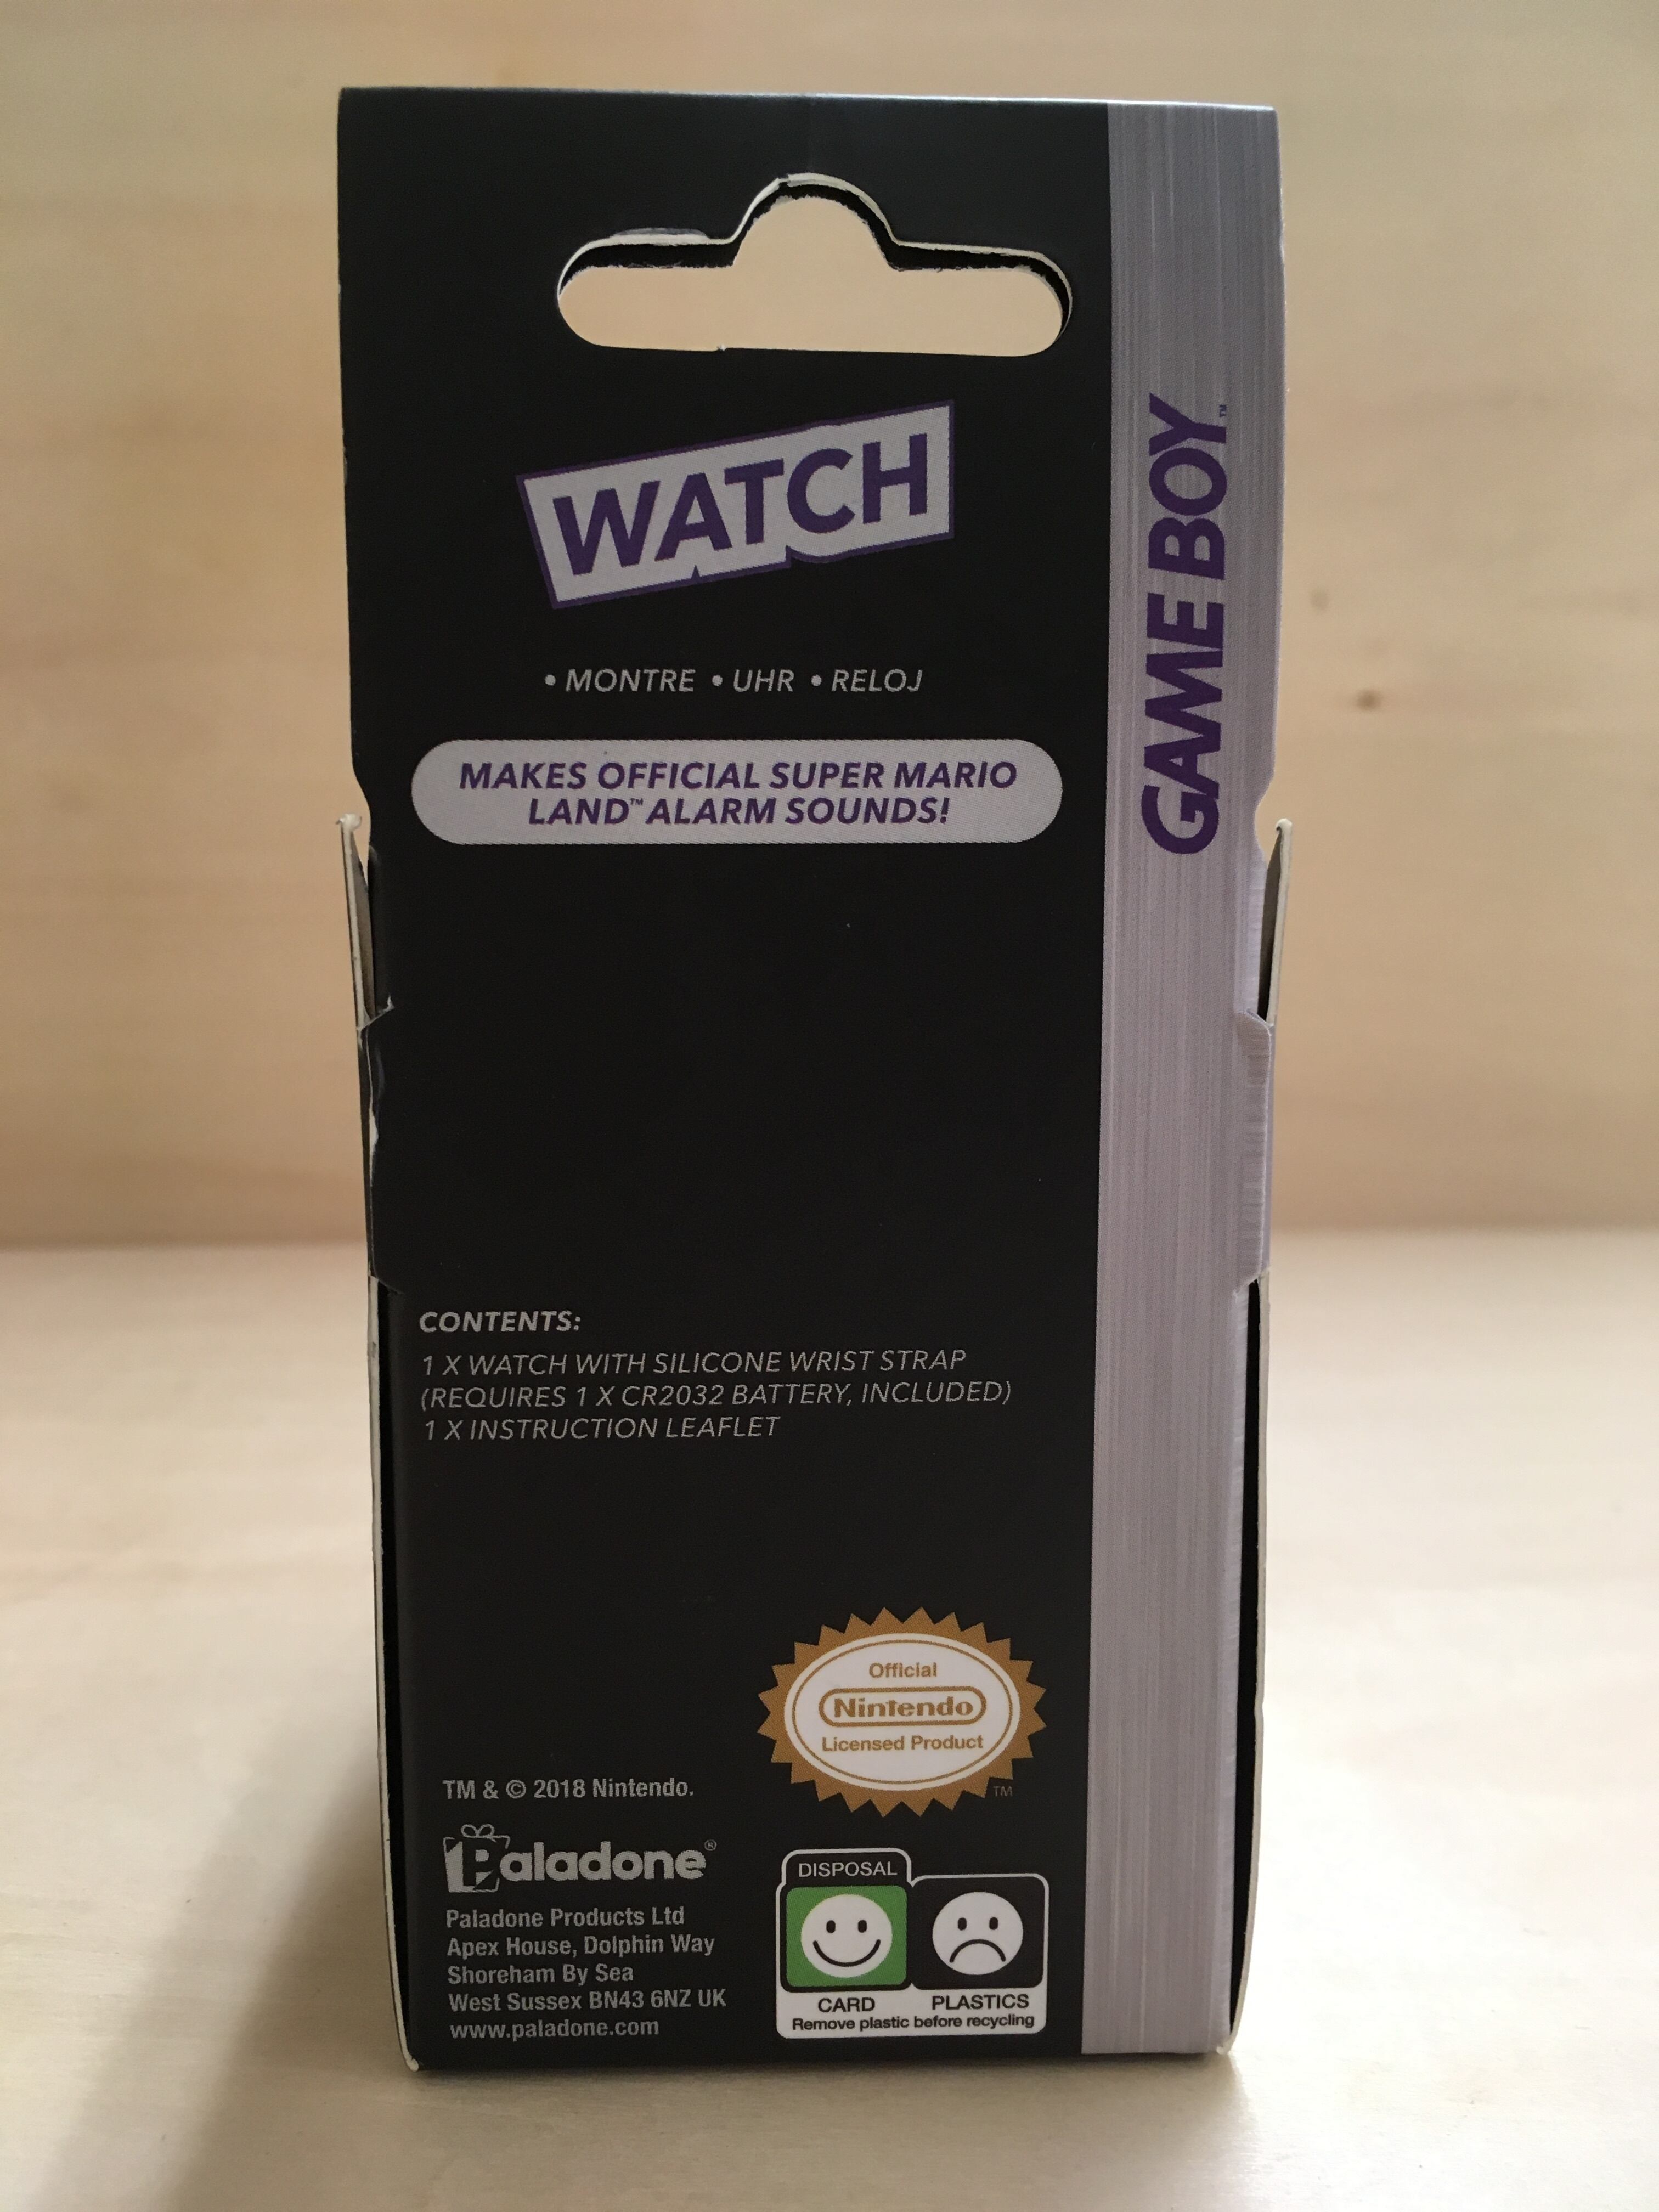 WATCH
• MONTRE • UHR • RELOJ
MAKES OFFICIAL SUPER MARIO
LAND™ ALARM SOUNDS!
GAME BOY™
CONTENTS:
1 X WATCH WITH SILICONE WRIST STRAP
(REQUIRES 1 X CR2032 BATTERY, INCLUDED)
1 X INSTRUCTION LEAFLET
Official
Nintendo
Licensed Product
TM
TM & © 2018 Nintendo.
Paladone®
Paladone Products Ltd
Apex House, Dolphin Way
Shoreham By Sea
West Sussex BN43 6NZ UK
www.paladone.com
DISPOSAL
CARD PLASTICS
Remove plastic before recycling